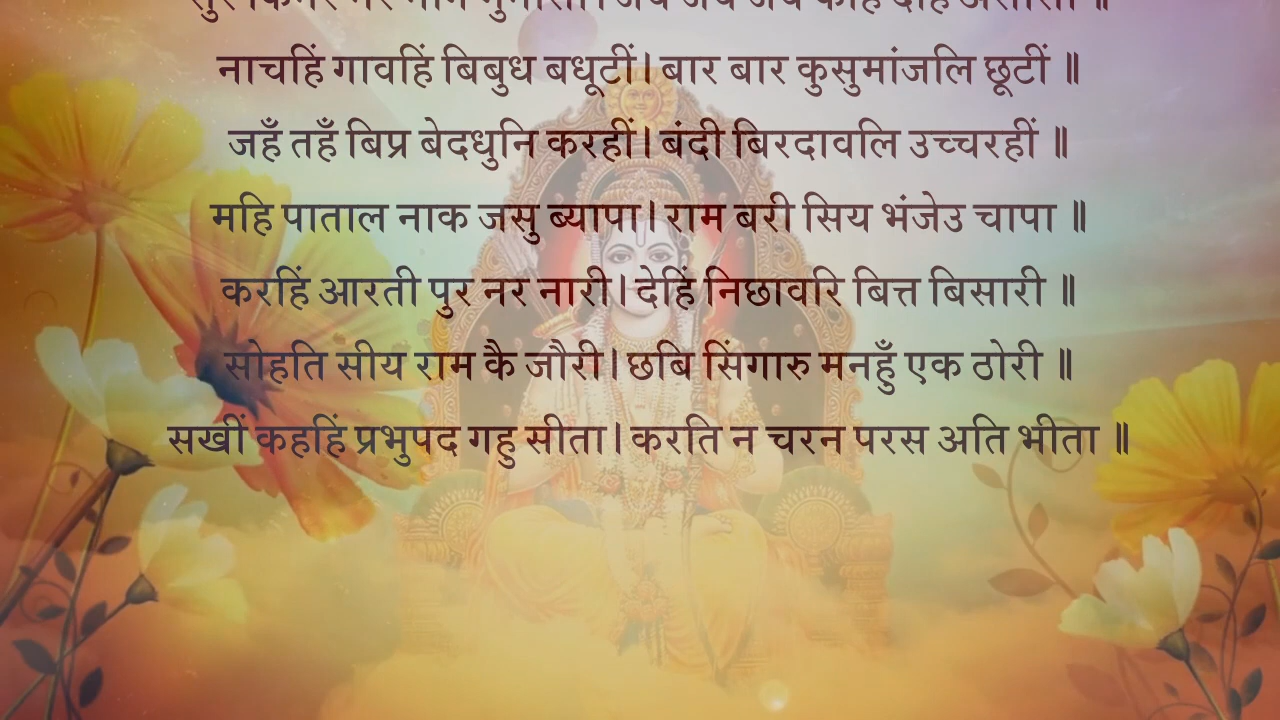 नाचहिं गावहिं बिबुध बधूटीं। बार बार कुसुमांजलि छूटीं ॥
जहँ तहँ बिप्र बेदधुनि करहीं। बंदी बिरदावलि उच्चरहीं ॥
महि पाताल नाक जसु ब्यापा। राम बरी सिय भंजेउ चापा ॥
करहिं आरती पुर नर नारी। देहिं निछावरि बित्त बिसारी ॥
सोहति सीय राम कै जौरी। छबि सिंगारु मनहुँ एक ठोरी ॥
सखीं कहहिं प्रभुपद गहु सीता। करति न चरन परस अति भीता ॥